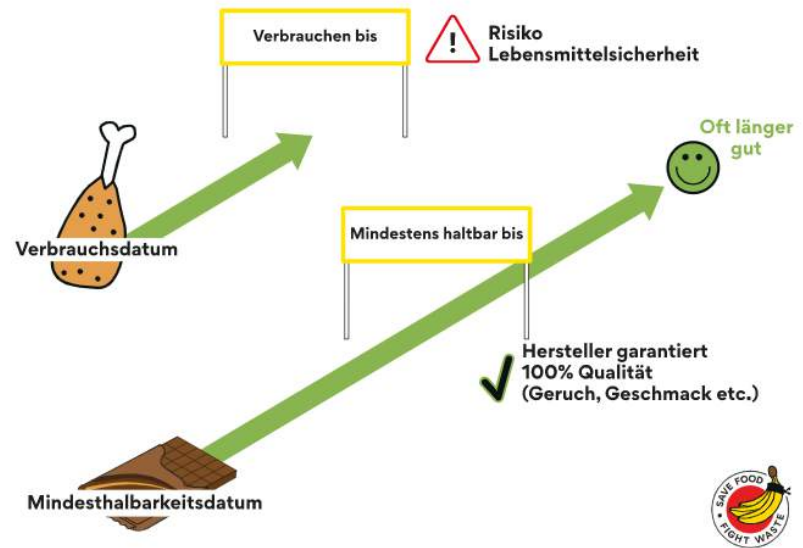 Verbrauchen bis
Risiko
Lebensmittelsicherheit
Oft länger
gut
Verbrauchsdatum
Mindestens haltbar bis
Hersteller garantiert
100% Qualität
(Geruch, Geschmack etc.)
Mindesthalbarkeitsdatum
SAVE FOOD
FIGHT WASTE